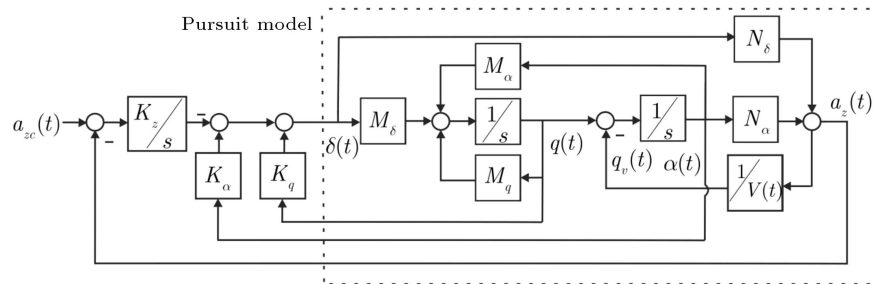 Pursuit model
N_δ
M_α
a_zc(t)
−
K_z/s
−
M_δ
1/s
−
1/s
N_α
a_z(t)
δ(t)
q(t)
q_v(t)
α(t)
K_α
K_q
M_q
1/V(t)